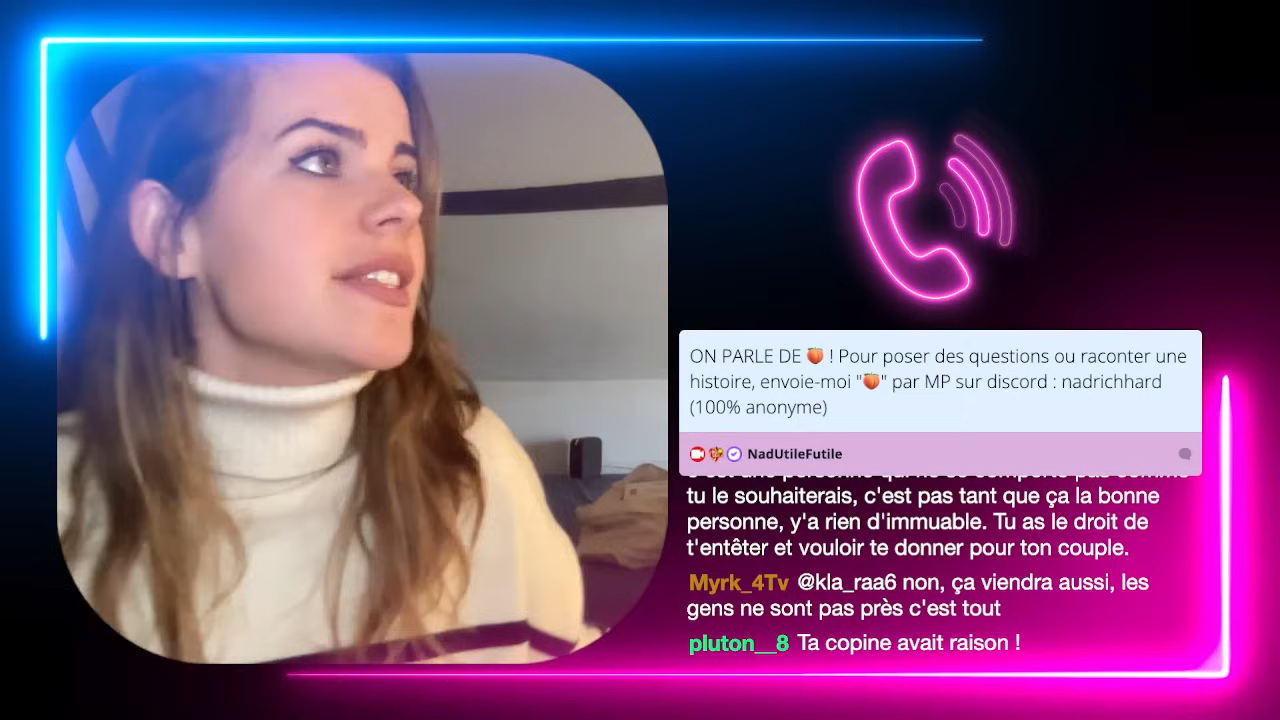 ON PARLE DE 🍑 ! Pour poser des questions ou raconter une
histoire, envoie-moi "🍑" par MP sur discord : nadrichhard
(100% anonyme)
NadUtileFutile
tu le souhaiterais, c'est pas tant que ça la bonne
personne, y'a rien d'immuable. Tu as le droit de
t'entêter et vouloir te donner pour ton couple.
Myrk_4Tv @kla_raa6 non, ça viendra aussi, les
gens ne sont pas près c'est tout
pluton__8 Ta copine avait raison !